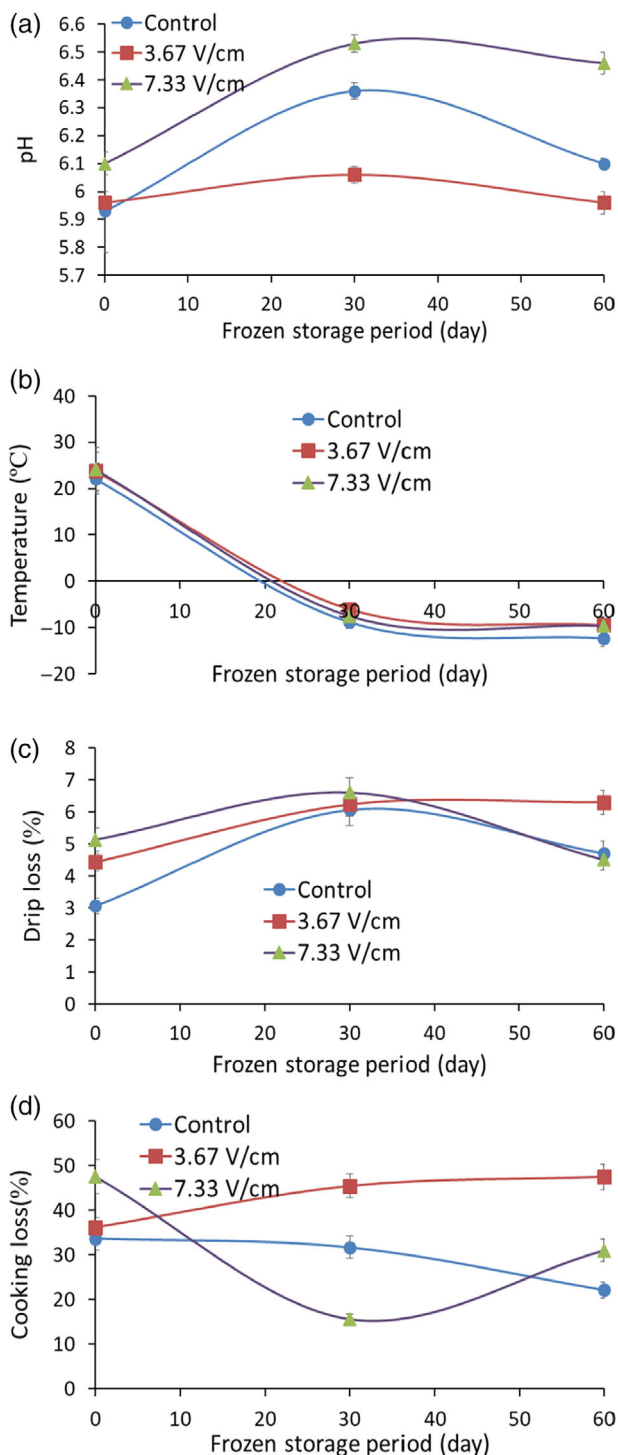 (a)
6.6
6.5
6.4
6.3
6.2
6.1
6
5.9
5.8
5.7
pH
Control
3.67 V/cm
7.33 V/cm
0 10 20 30 40 50 60
Frozen storage period (day)
(b)
40
30
20
10
0
–10
–20
Temperature (ºC)
Control
3.67 V/cm
7.33 V/cm
0 10 20 30 40 50 60
Frozen storage period (day)
(c)
8
7
6
5
4
3
2
1
0
Drip loss (%)
Control
3.67 V/cm
7.33 V/cm
0 10 20 30 40 50 60
Frozen storage period (day)
(d)
60
50
40
30
20
10
0
Cooking loss(%)
Control
3.67 V/cm
7.33 V/cm
0 10 20 30 40 50 60
Frozen storage period (day)